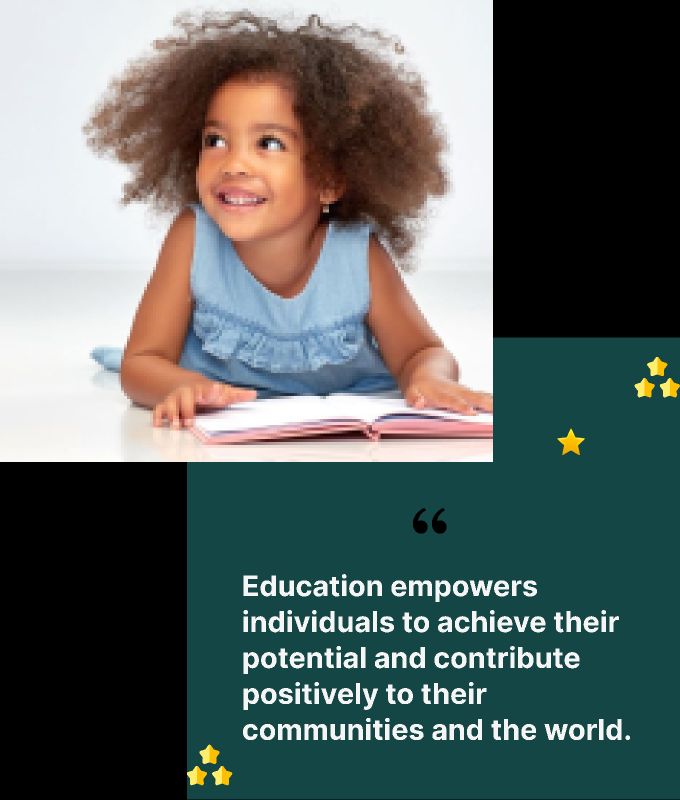 “
Education empowers
individuals to achieve their
potential and contribute
positively to their
communities and the world.